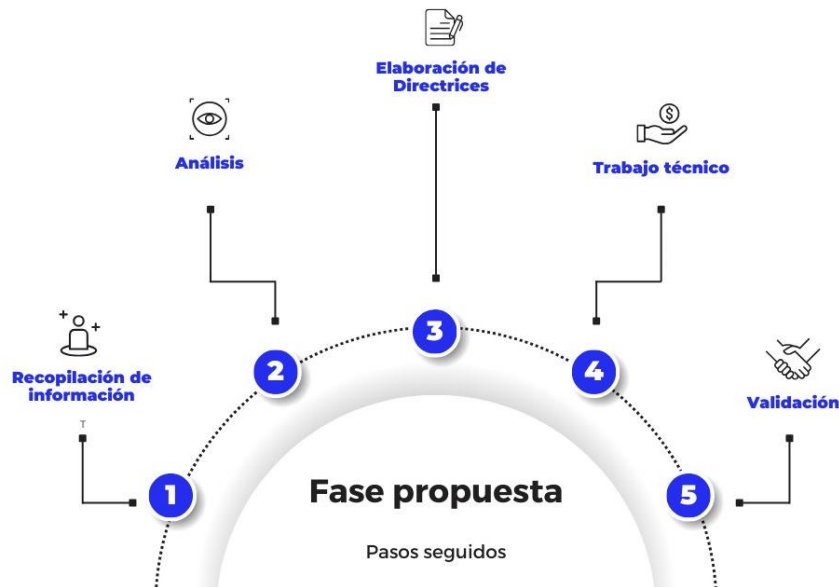 Elaboración de
Directrices
Análisis
Trabajo técnico
Recopilación de
información
T
Validación
3
2
4
1
5
Fase propuesta
Pasos seguidos